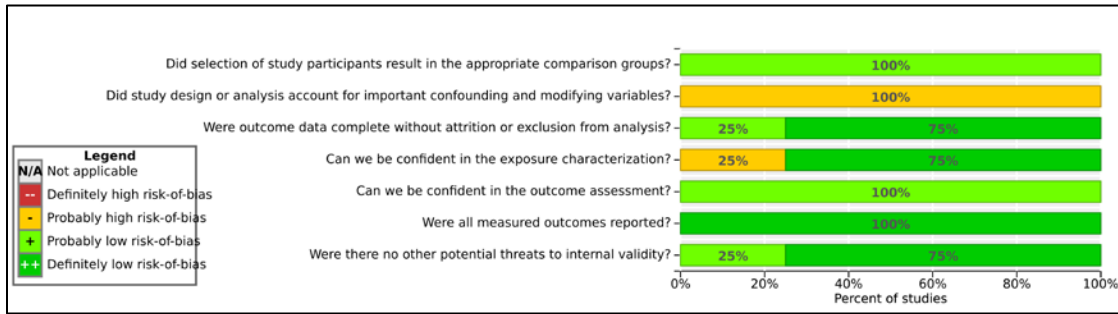 Did selection of study participants result in the appropriate comparison groups?
100%
Did study design or analysis account for important confounding and modifying variables?
100%
Were outcome data complete without attrition or exclusion from analysis?
25% 75%
Can we be confident in the exposure characterization?
25% 75%
Can we be confident in the outcome assessment?
100%
Were all measured outcomes reported?
100%
Were there no other potential threats to internal validity?
25% 75%
0% 20% 40% 60% 80% 100%
Percent of studies
Legend
N/A Not applicable
-- Definitely high risk-of-bias
- Probably high risk-of-bias
+ Probably low risk-of-bias
++ Definitely low risk-of-bias